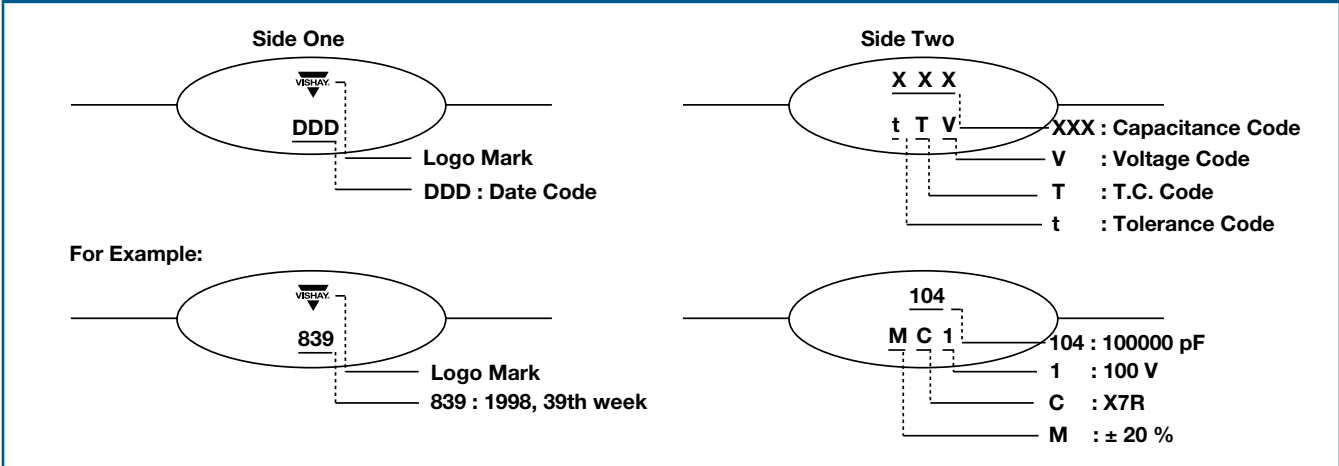 Side One
VISHAY.
DDD
Logo Mark
DDD : Date Code
Side Two
X X X
t T V
XXX : Capacitance Code
V : Voltage Code
T : T.C. Code
t : Tolerance Code
For Example:
VISHAY.
839
Logo Mark
839 : 1998, 39th week
104
M C 1
104 : 100000 pF
1 : 100 V
C : X7R
M : ± 20 %